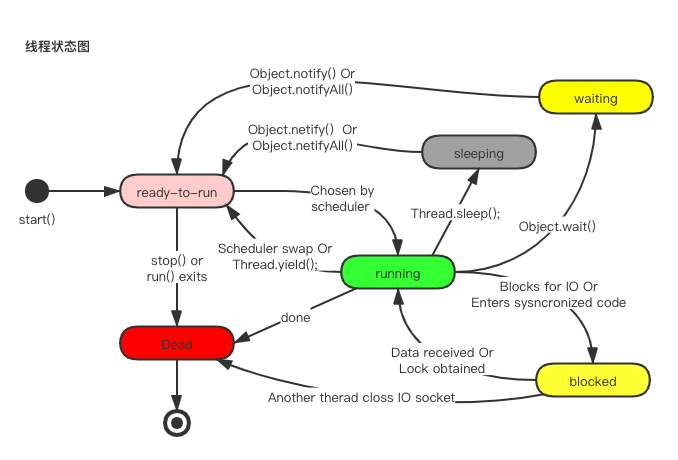 线程状态图
Object.notify() Or
Object.notifyAll()
waiting
Object.netify()  Or
Object.netifyAll()
sleeping
ready-to-run
Chosen by
scheduler
start()
Thread.sleep();
Object.wait()
Scheduler swap Or
Thread.yield();
stop() or
run() exits
running
Blocks for IO Or
Enters sysncronized code
done
Dead
Data received Or
Lock obtained
blocked
Another therad closs IO socket